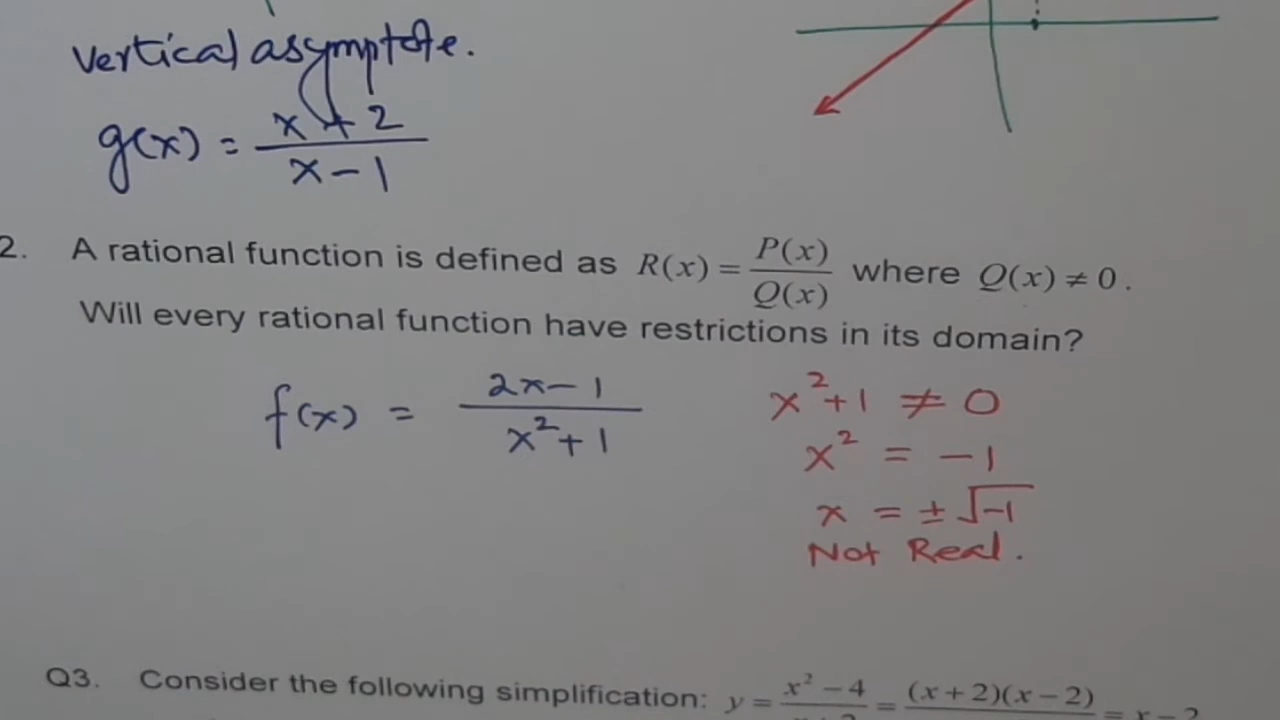 vertical asymptote.
g(x) = x + 2 / x - 1
2. A rational function is defined as R(x) = P(x) / Q(x) where Q(x) ≠ 0.
Will every rational function have restrictions in its domain?
f(x) = 2x - 1 / x² + 1
x² + 1 ≠ 0
x² = -1
x = ± √-1
Not Real.
Q3. Consider the following simplification: y = x² - 4 / = (x + 2)(x - 2) / = x - 2